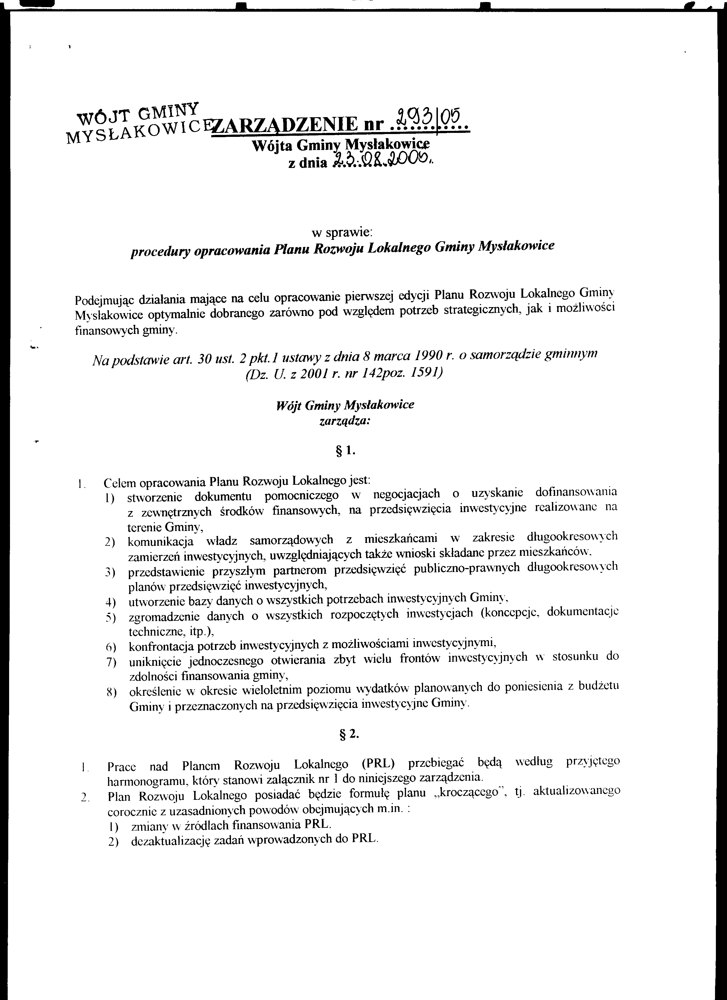 WÓJT GMINY
MYSŁAKOWICE
ZARZĄDZENIE nr 293/05
Wójta Gminy Mysłakowice
z dnia 23.08.2005.
w sprawie:
procedury opracowania Planu Rozwoju Lokalnego Gminy Mysłakowice
Podejmując działania mające na celu opracowanie pierwszej edycji Planu Rozwoju Lokalnego Gminy
Mysłakowice optymalnie dobranego zarówno pod względem potrzeb strategicznych, jak i możliwości
finansowych gminy.
Na podstawie art. 30 ust. 2 pkt.1 ustawy z dnia 8 marca 1990 r. o samorządzie gminnym
(Dz. U. z 2001 r. nr 142poz. 1591)
Wójt Gminy Mysłakowice
zarządza:
§ 1.
1. Celem opracowania Planu Rozwoju Lokalnego jest:
1) stworzenie dokumentu pomocniczego w negocjacjach o uzyskanie dofinansowania
z zewnętrznych środków finansowych, na przedsięwzięcia inwestycyjne realizowane na
terenie Gminy,
2) komunikacja władz samorządowych z mieszkańcami w zakresie długookresowych
zamierzeń inwestycyjnych, uwzględniających także wnioski składane przez mieszkańców,
3) przedstawienie przyszłym partnerom przedsięwzięć publiczno-prawnych długookresowych
planów przedsięwzięć inwestycyjnych,
4) utworzenie bazy danych o wszystkich potrzebach inwestycyjnych Gminy,
5) zgromadzenie danych o wszystkich rozpoczętych inwestycjach (koncepcje, dokumentacje
techniczne, itp.),
6) konfrontacja potrzeb inwestycyjnych z możliwościami inwestycyjnymi,
7) uniknięcie jednoczesnego otwierania zbyt wielu frontów inwestycyjnych w stosunku do
zdolności finansowania gminy,
8) określenie w okresie wieloletnim poziomu wydatków planowanych do poniesienia z budżetu
Gminy i przeznaczonych na przedsięwzięcia inwestycyjne Gminy.
§ 2.
1. Prace nad Planem Rozwoju Lokalnego (PRL) przebiegać będą według przyjętego
harmonogramu, który stanowi załącznik nr 1 do niniejszego zarządzenia.
2. Plan Rozwoju Lokalnego posiadać będzie formułę planu „kroczącego”, tj. aktualizowanego
corocznie z uzasadnionych powodów obejmujących m.in. :
1) zmiany w źródłach finansowania PRL.
2) dezaktualizację zadań wprowadzonych do PRL.